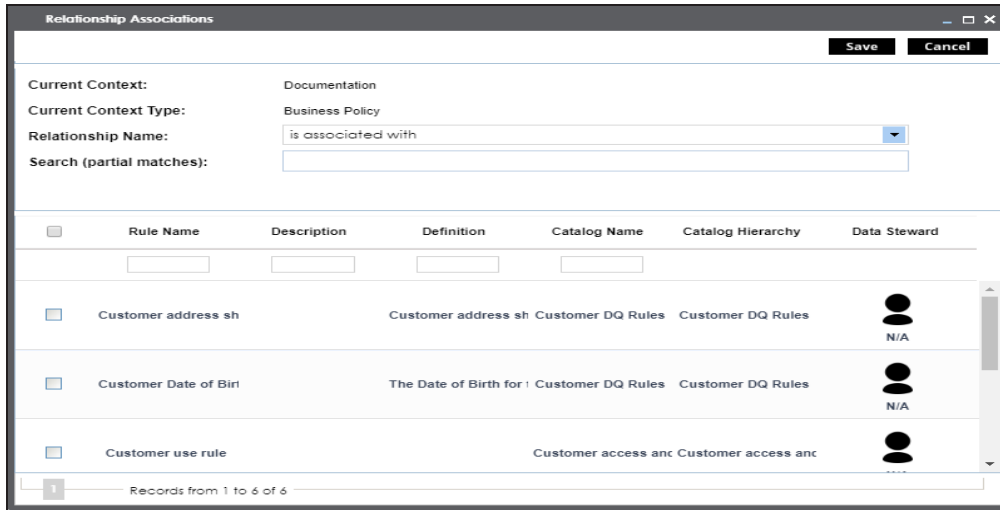 Relationship Associations
Save Cancel
Current Context: Documentation
Current Context Type: Business Policy
Relationship Name: is associated with
Search (partial matches):
Rule Name Description Definition Catalog Name Catalog Hierarchy Data Steward
Customer address sh Customer address sh Customer DQ Rules Customer DQ Rules
N/A
Customer Date of Birt The Date of Birth for t Customer DQ Rules Customer DQ Rules
N/A
Customer use rule Customer access and Customer access and
1 Records from 1 to 6 of 6